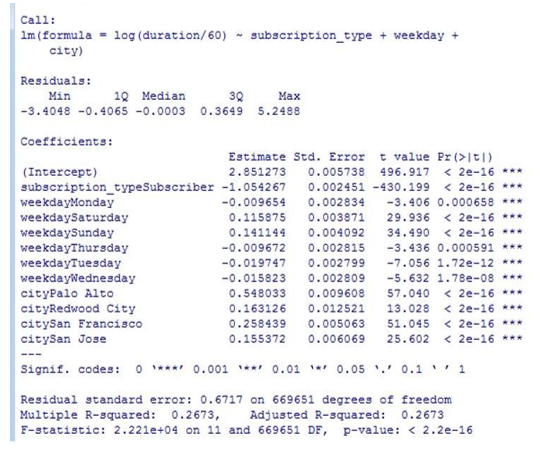 Call:
lm(formula = log(duration/60) ~ subscription_type + weekday +
    city)

Residuals:
    Min      1Q  Median      3Q     Max
-3.4048 -0.4065 -0.0003  0.3649  5.2488

Coefficients:
                             Estimate Std. Error  t value Pr(>|t|)
(Intercept)                  2.851273   0.005738  496.917  < 2e-16 ***
subscription_typeSubscriber -1.054267   0.002451 -430.199  < 2e-16 ***
weekdayMonday               -0.009654   0.002834   -3.406 0.000658 ***
weekdaySaturday              0.115875   0.003871   29.936  < 2e-16 ***
weekdaySunday                0.141144   0.004092   34.490  < 2e-16 ***
weekdayThursday             -0.009672   0.002815   -3.436 0.000591 ***
weekdayTuesday              -0.019747   0.002799   -7.056 1.72e-12 ***
weekdayWednesday            -0.015823   0.002809   -5.632 1.78e-08 ***
cityPalo Alto                0.548033   0.009608   57.040  < 2e-16 ***
cityRedwood City             0.163126   0.012521   13.028  < 2e-16 ***
citySan Francisco            0.258439   0.005063   51.045  < 2e-16 ***
citySan Jose                 0.155372   0.006069   25.602  < 2e-16 ***
---
Signif. codes:  0 '***' 0.001 '**' 0.01 '*' 0.05 '.' 0.1 ' ' 1

Residual standard error: 0.6717 on 669651 degrees of freedom
Multiple R-squared:  0.2673,    Adjusted R-squared:  0.2673
F-statistic: 2.221e+04 on 11 and 669651 DF,  p-value: < 2.2e-16